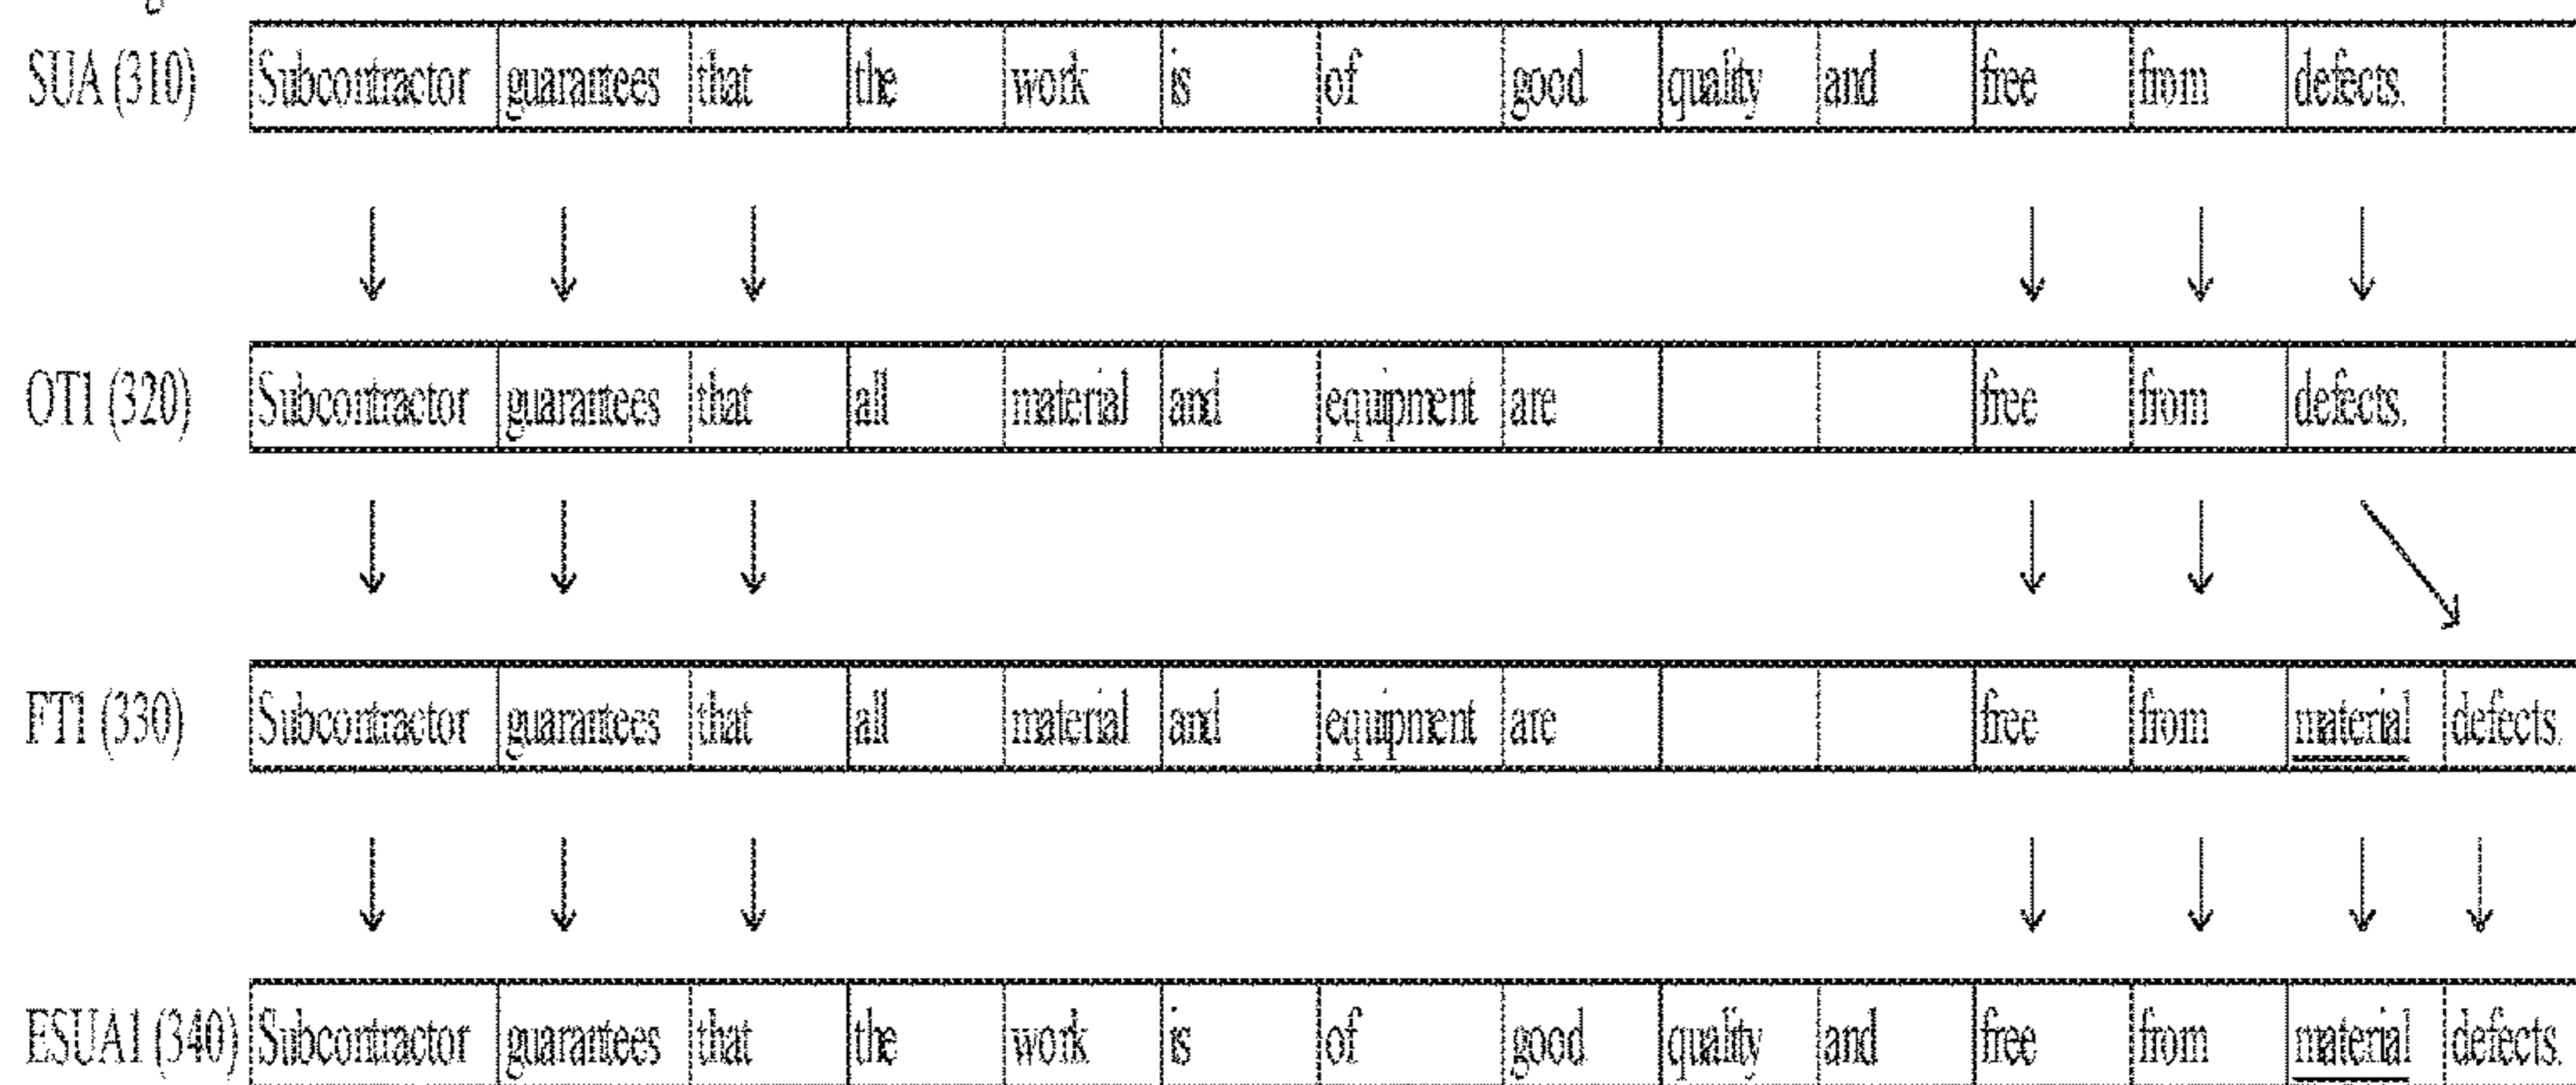 SUA (310) Subcontractor guarantees that the work is of good quality and free from defects.
OT1 (320) Subcontractor guarantees that all material and equipment are free from defects.
FT1 (330) Subcontractor guarantees that all material and equipment are free from material defects.
ESUA1 (340) Subcontractor guarantees that the work is of good quality and free from material defects.